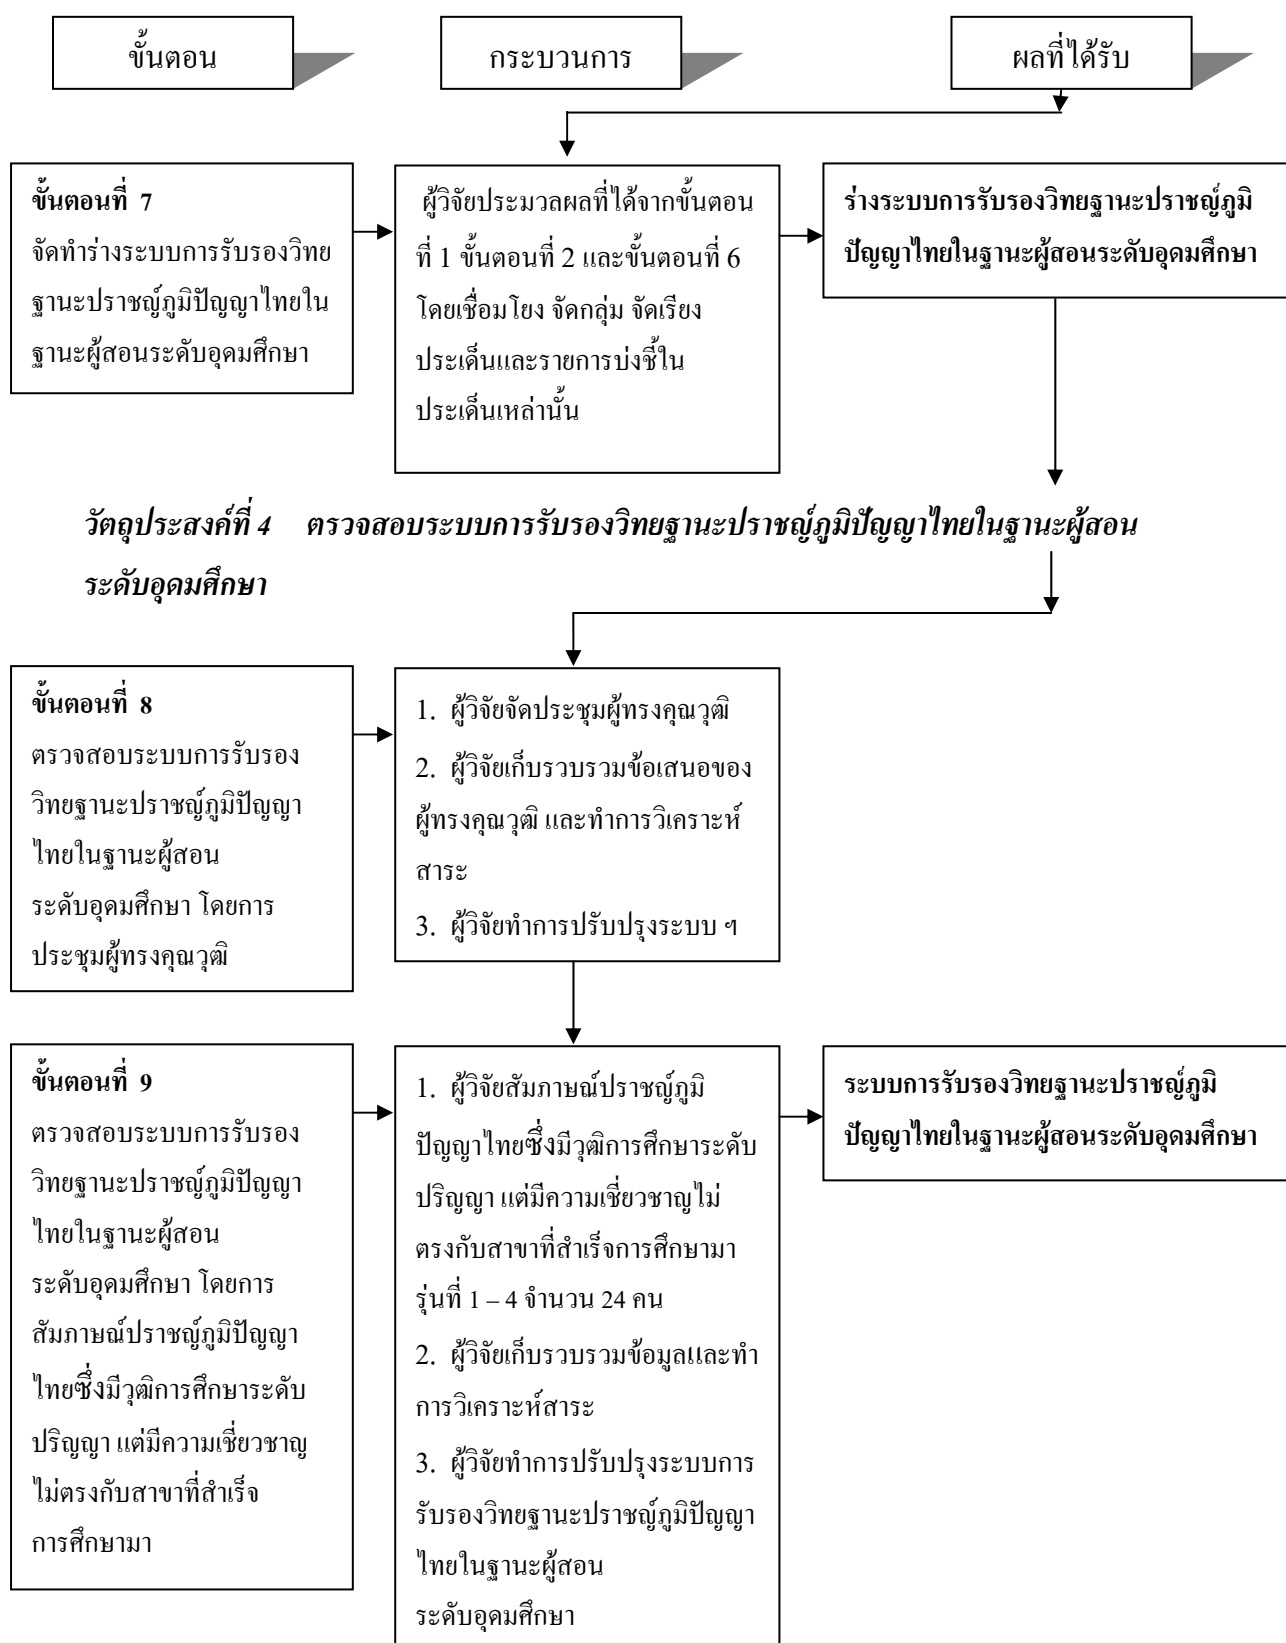 ขั้นตอน
กระบวนการ
ผลที่ได้รับ
ขั้นตอนที่ 7
จัดทำร่างระบบการรับรองวิทย
ฐานะปราชญ์ภูมิปัญญาไทยใน
ฐานะผู้สอนระดับอุดมศึกษา
ผู้วิจัยประมวลผลที่ได้จากขั้นตอน
ที่ 1 ขั้นตอนที่ 2 และขั้นตอนที่ 6
โดยเชื่อมโยง จัดกลุ่ม จัดเรียง
ประเด็นและรายการบ่งชี้ใน
ประเด็นเหล่านั้น
ร่างระบบการรับรองวิทยฐานะปราชญ์ภูมิ
ปัญญาไทยในฐานะผู้สอนระดับอุดมศึกษา
วัตถุประสงค์ที่ 4 ตรวจสอบระบบการรับรองวิทยฐานะปราชญ์ภูมิปัญญาไทยในฐานะผู้สอน
ระดับอุดมศึกษา
ขั้นตอนที่ 8
ตรวจสอบระบบการรับรอง
วิทยฐานะปราชญ์ภูมิปัญญา
ไทยในฐานะผู้สอน
ระดับอุดมศึกษา โดยการ
ประชุมผู้ทรงคุณวุฒิ
1. ผู้วิจัยจัดประชุมผู้ทรงคุณวุฒิ
2. ผู้วิจัยเก็บรวบรวมข้อเสนอของ
ผู้ทรงคุณวุฒิ และทำการวิเคราะห์
สาระ
3. ผู้วิจัยทำการปรับปรุงระบบ ฯ
ขั้นตอนที่ 9
ตรวจสอบระบบการรับรอง
วิทยฐานะปราชญ์ภูมิปัญญา
ไทยในฐานะผู้สอน
ระดับอุดมศึกษา โดยการ
สัมภาษณ์ปราชญ์ภูมิปัญญา
ไทยซึ่งมีวุฒิการศึกษาระดับ
ปริญญา แต่มีความเชี่ยวชาญ
ไม่ตรงกับสาขาที่สำเร็จ
การศึกษามา
1. ผู้วิจัยสัมภาษณ์ปราชญ์ภูมิ
ปัญญาไทยซึ่งมีวุฒิการศึกษาระดับ
ปริญญา แต่มีความเชี่ยวชาญไม่
ตรงกับสาขาที่สำเร็จการศึกษามา
รุ่นที่ 1 – 4 จำนวน 24 คน
2. ผู้วิจัยเก็บรวบรวมข้อมูลและทำ
การวิเคราะห์สาระ
3. ผู้วิจัยทำการปรับปรุงระบบการ
รับรองวิทยฐานะปราชญ์ภูมิปัญญา
ไทยในฐานะผู้สอน
ระดับอุดมศึกษา
ระบบการรับรองวิทยฐานะปราชญ์ภูมิ
ปัญญาไทยในฐานะผู้สอนระดับอุดมศึกษา